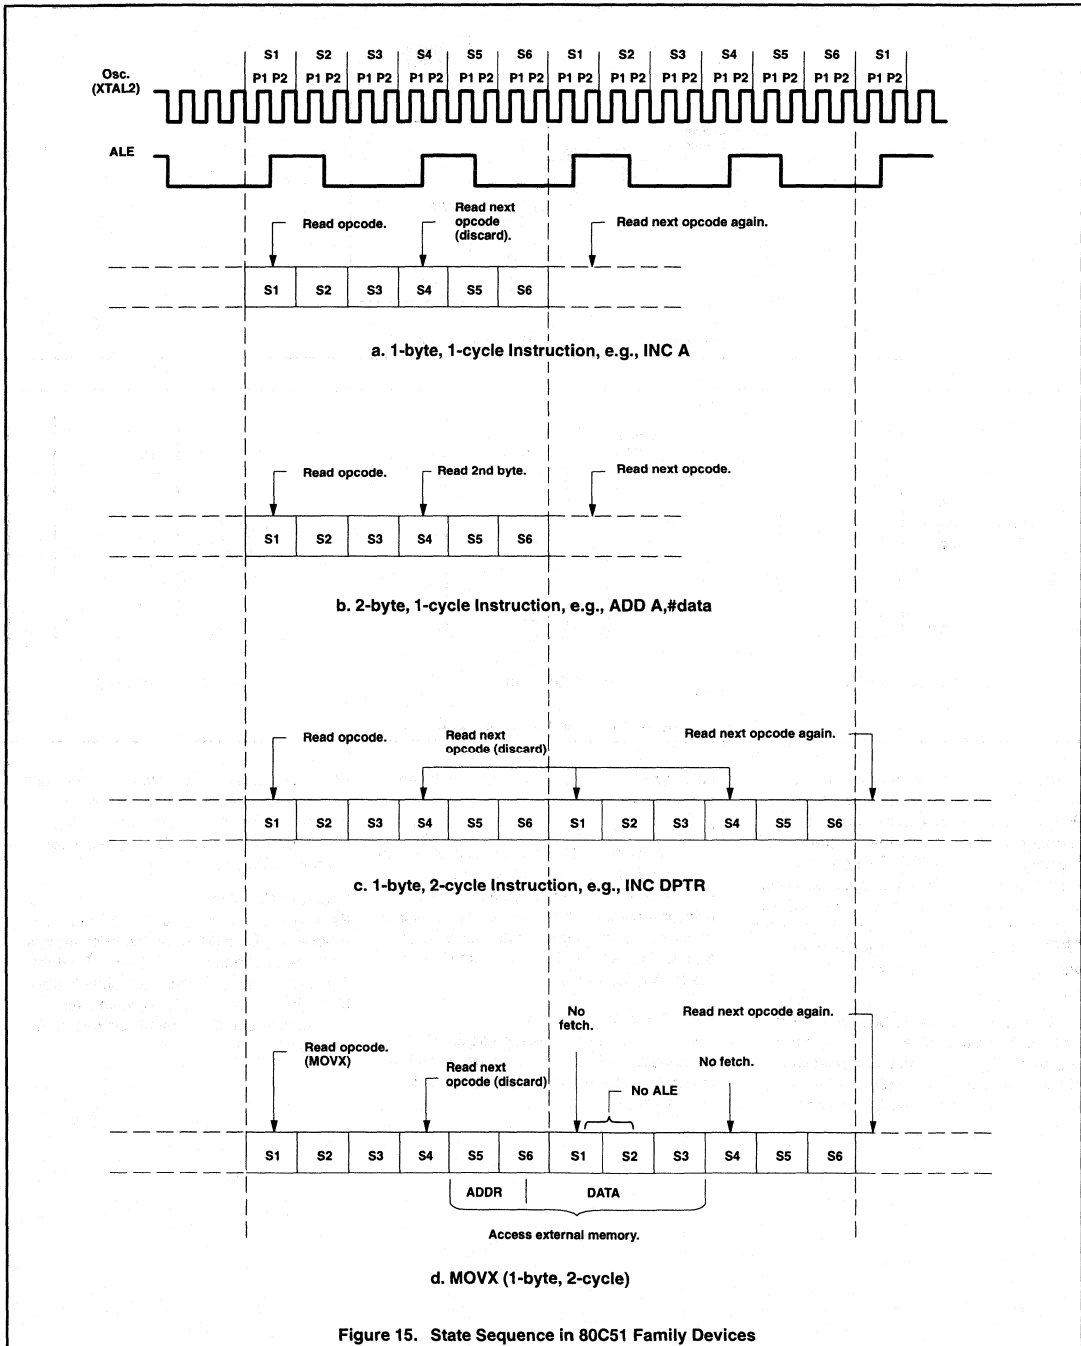 S1 S2 S3 S4 S5 S6 S1 S2 S3 S4 S5 S6 S1
Osc.
(XTAL2)
P1 P2 P1 P2 P1 P2 P1 P2 P1 P2 P1 P2 P1 P2 P1 P2 P1 P2 P1 P2 P1 P2 P1 P2 P1 P2
ALE
Read opcode.
Read next
opcode
(discard).
Read next opcode again.
S1 S2 S3 S4 S5 S6
a. 1-byte, 1-cycle Instruction, e.g., INC A
Read opcode.
Read 2nd byte.
Read next opcode.
S1 S2 S3 S4 S5 S6
b. 2-byte, 1-cycle Instruction, e.g., ADD A,#data
Read opcode.
Read next
opcode (discard)
Read next opcode again.
S1 S2 S3 S4 S5 S6 S1 S2 S3 S4 S5 S6
c. 1-byte, 2-cycle Instruction, e.g., INC DPTR
Read opcode.
(MOVX)
Read next
opcode (discard)
No
fetch.
No ALE
No fetch.
Read next opcode again.
S1 S2 S3 S4 S5 S6 S1 S2 S3 S4 S5 S6
ADDR DATA
Access external memory.
d. MOVX (1-byte, 2-cycle)
Figure 15. State Sequence in 80C51 Family Devices